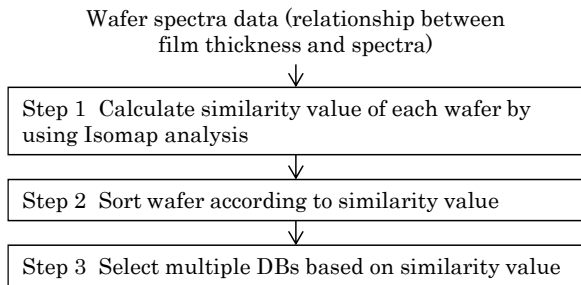 Wafer spectra data (relationship between
film thickness and spectra)
Step 1  Calculate similarity value of each wafer by
using Isomap analysis
Step 2  Sort wafer according to similarity value
Step 3  Select multiple DBs based on similarity value